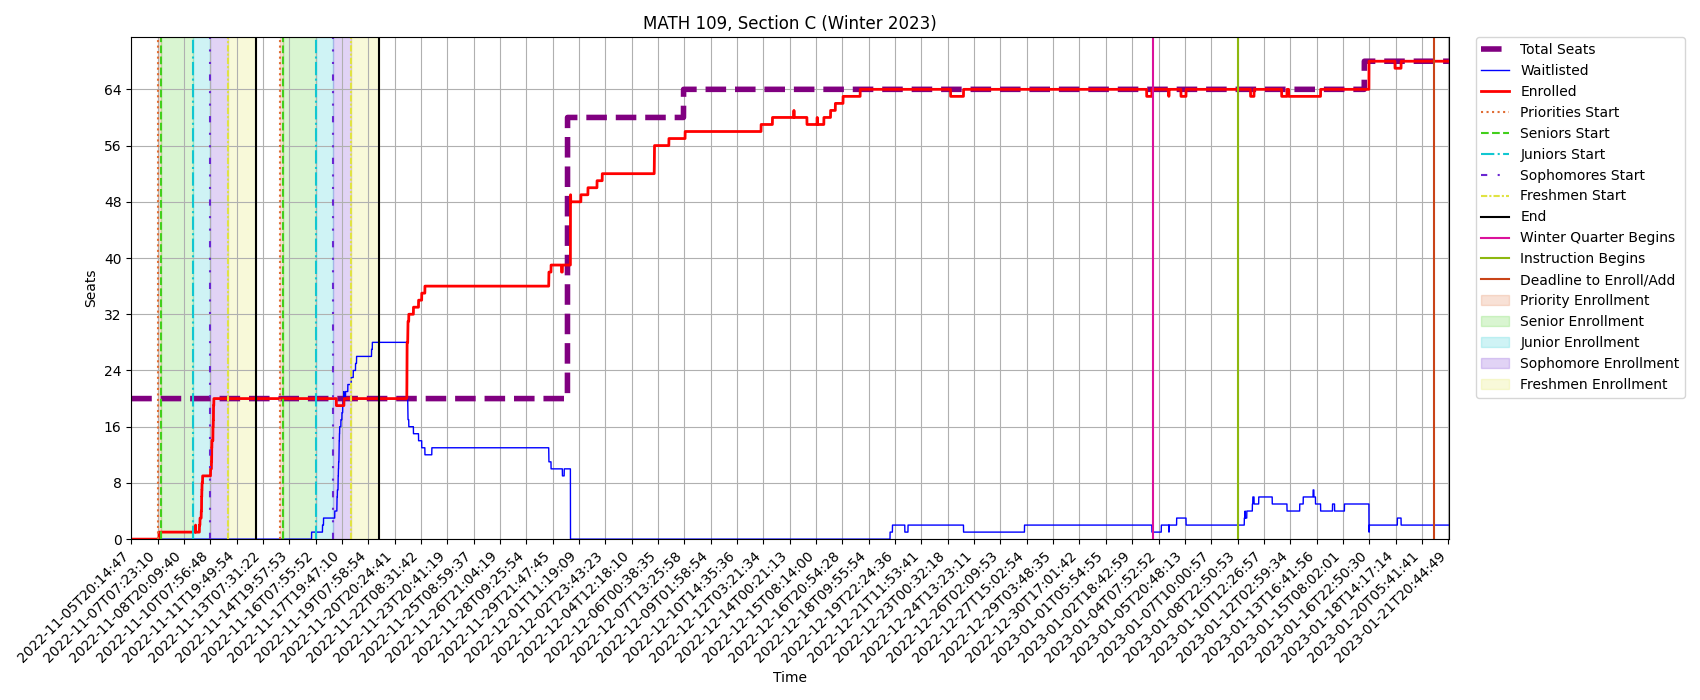 MATH 109, Section C (Winter 2023)
Seats
64
56
48
40
32
24
16
8
0
2022-11-05T20:14:47
2022-11-07T07:23:10
2022-11-08T20:09:40
2022-11-10T07:56:48
2022-11-11T19:49:54
2022-11-13T07:31:22
2022-11-14T19:57:53
2022-11-16T07:55:52
2022-11-17T19:47:10
2022-11-19T07:58:54
2022-11-20T20:24:41
2022-11-22T08:31:42
2022-11-23T20:41:19
2022-11-25T08:59:37
2022-11-26T21:04:19
2022-11-28T09:25:54
2022-11-29T21:47:45
2022-12-01T11:19:09
2022-12-02T23:43:23
2022-12-04T12:18:10
2022-12-06T00:38:35
2022-12-07T13:25:58
2022-12-09T01:58:54
2022-12-10T14:35:36
2022-12-12T03:21:34
2022-12-14T00:21:13
2022-12-15T08:14:00
2022-12-16T20:54:28
2022-12-18T09:55:54
2022-12-19T22:24:36
2022-12-21T11:53:41
2022-12-23T00:32:18
2022-12-24T13:23:11
2022-12-26T02:09:53
2022-12-27T15:02:54
2022-12-29T03:48:35
2022-12-30T17:01:42
2023-01-01T05:54:55
2023-01-02T18:42:59
2023-01-04T07:52:52
2023-01-05T20:48:13
2023-01-07T10:00:57
2023-01-08T22:50:53
2023-01-10T12:26:57
2023-01-12T02:59:34
2023-01-13T16:41:56
2023-01-15T08:02:01
2023-01-16T22:50:30
2023-01-18T14:17:14
2023-01-20T05:41:41
2023-01-21T20:44:49
Time
Total Seats
Waitlisted
Enrolled
Priorities Start
Seniors Start
Juniors Start
Sophomores Start
Freshmen Start
End
Winter Quarter Begins
Instruction Begins
Deadline to Enroll/Add
Priority Enrollment
Senior Enrollment
Junior Enrollment
Sophomore Enrollment
Freshmen Enrollment